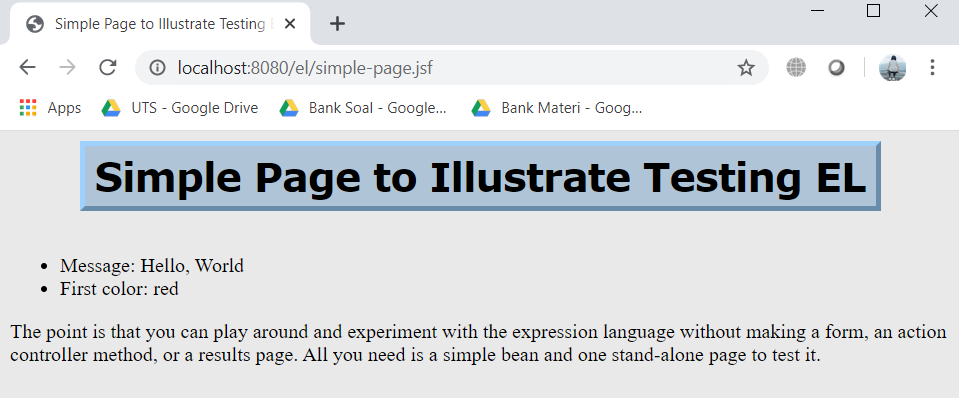 Simple Page to Illustrate Testing
localhost:8080/el/simple-page.jsf
Apps UTS - Google Drive Bank Soal - Google... Bank Materi - Goog...
Simple Page to Illustrate Testing EL
• Message: Hello, World
• First color: red
The point is that you can play around and experiment with the expression language without making a form, an action
controller method, or a results page. All you need is a simple bean and one stand-alone page to test it.